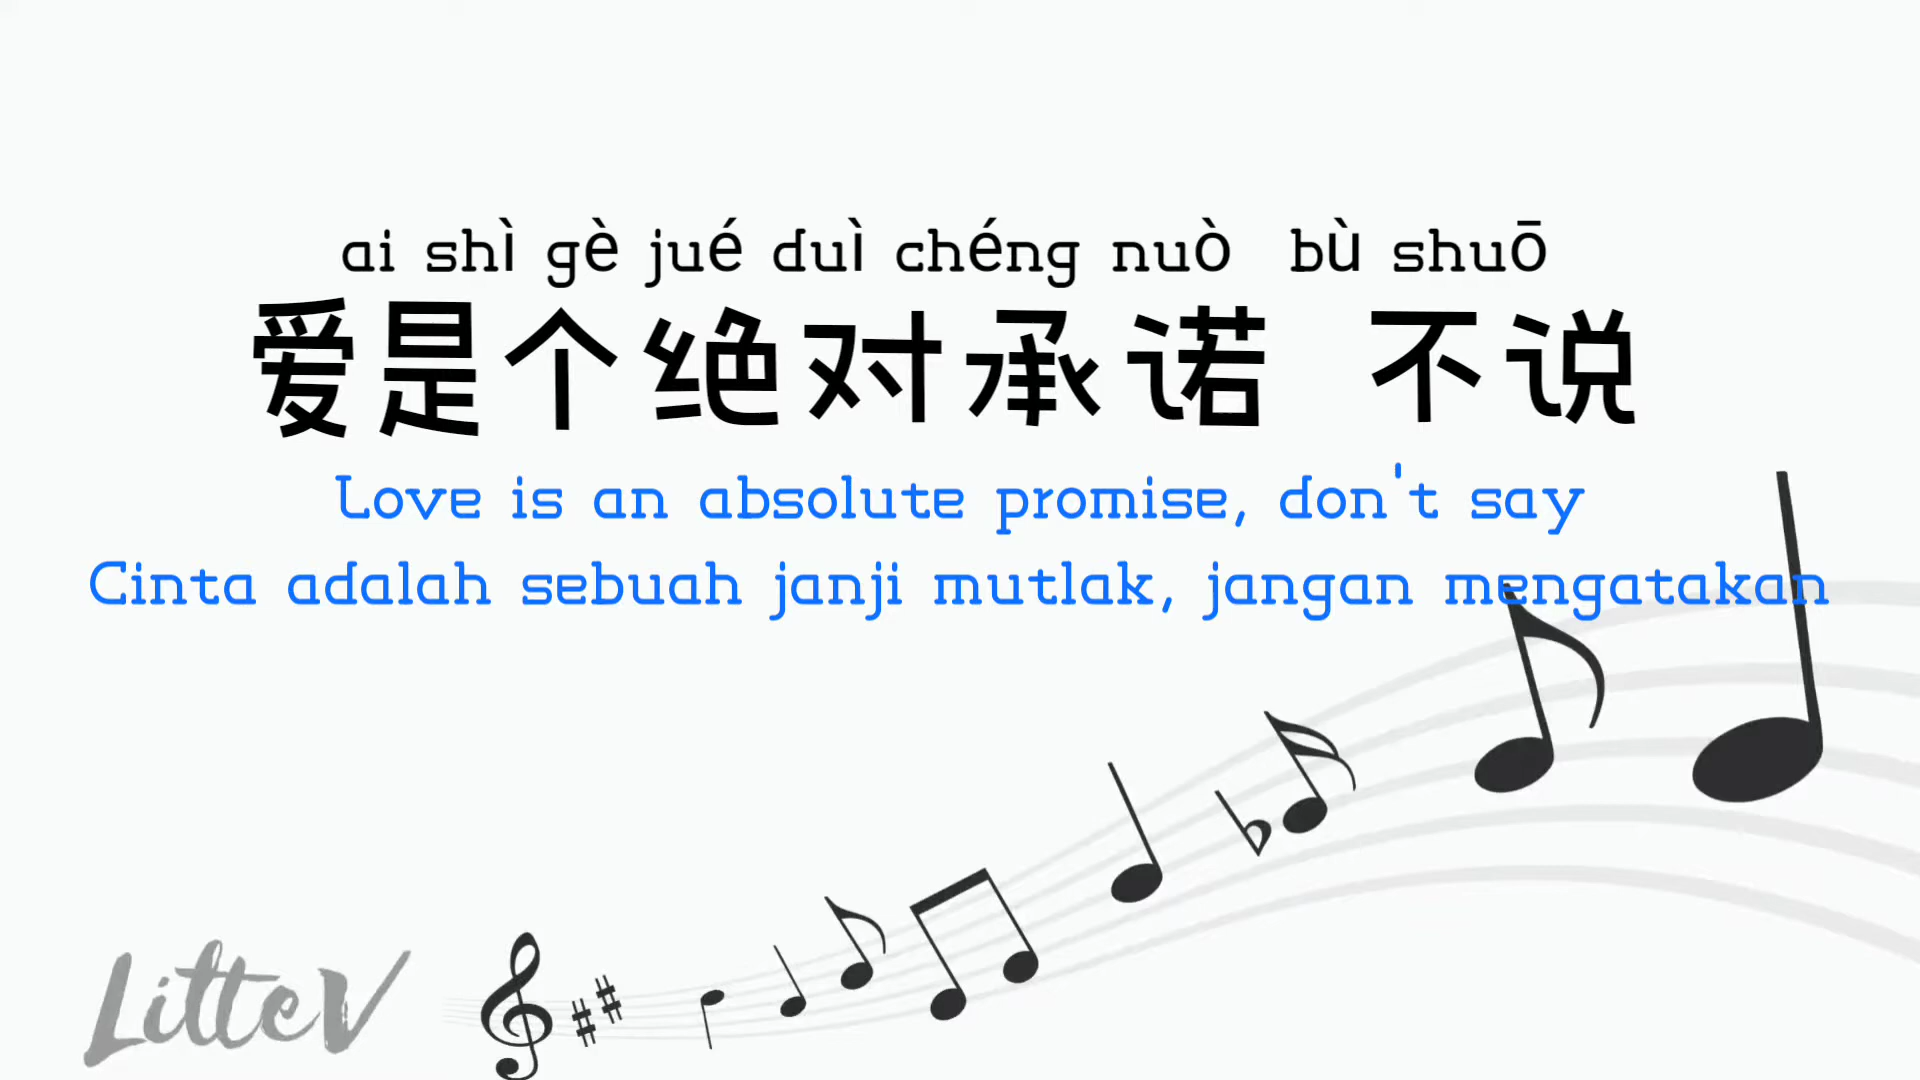 ai shì gè jué duì chéng nuò bù shuō
爱是个绝对承诺 不说
Love is an absolute promise, don't say
Cinta adalah sebuah janji mutlak, jangan mengatakan
LitteV